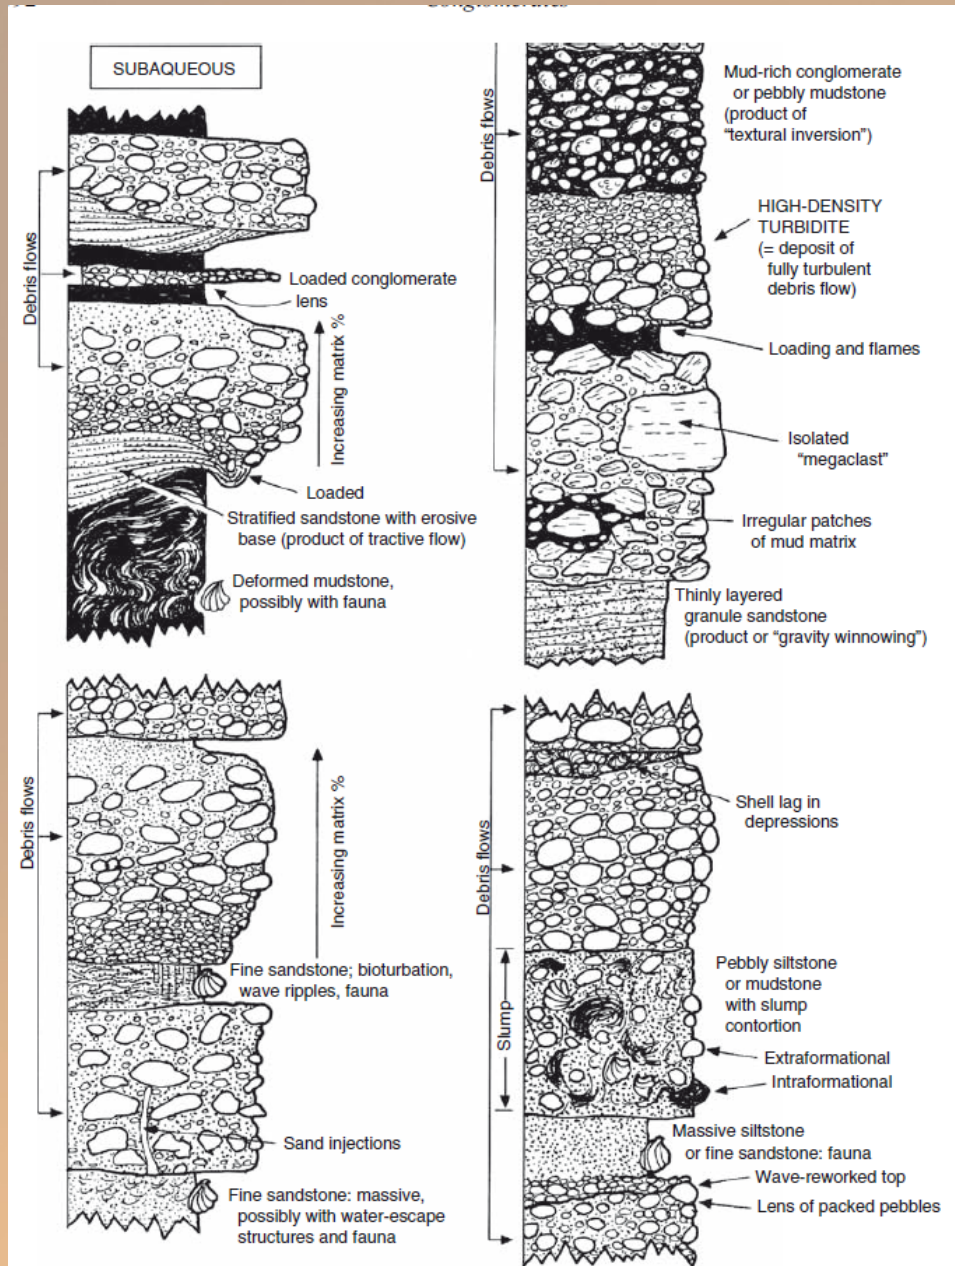 Conglomerates
SUBAQUEOUS
Debris flows
Loaded conglomerate
lens
Increasing matrix %
Loaded
Stratified sandstone with erosive
base (product of tractive flow)
Deformed mudstone,
possibly with fauna
Debris flows
Mud-rich conglomerate
or pebbly mudstone
(product of
“textural inversion”)
HIGH-DENSITY
TURBIDITE
(= deposit of
fully turbulent
debris flow)
Loading and flames
Isolated
“megaclast”
Irregular patches
of mud matrix
Thinly layered
granule sandstone
(product or “gravity winnowing”)
Debris flows
Increasing matrix %
Fine sandstone; bioturbation,
wave ripples, fauna
Sand injections
Fine sandstone: massive,
possibly with water-escape
structures and fauna
Debris flows
Shell lag in
depressions
Slump
Pebbly siltstone
or mudstone
with slump
contortion
Extraformational
Intraformational
Massive siltstone
or fine sandstone: fauna
Wave-reworked top
Lens of packed pebbles